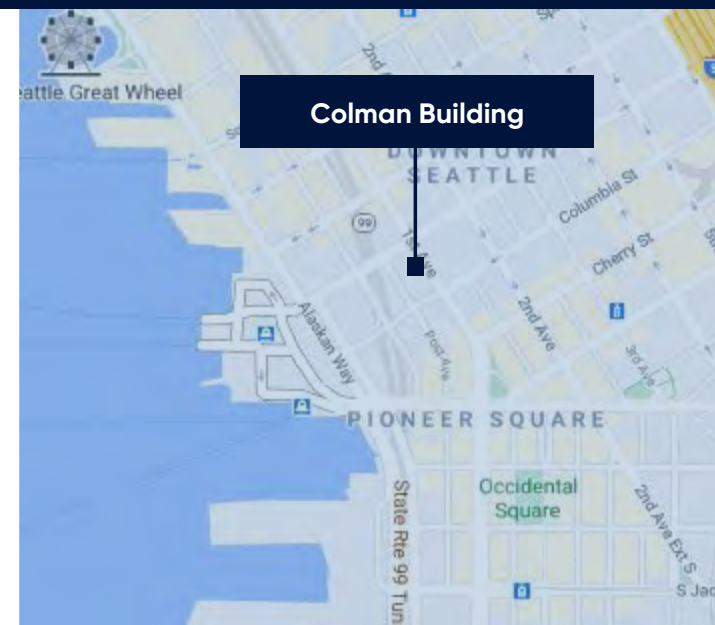 2nd A
eattle Great Wheel
Colman Building
DOWNTOWN
SEATTLE
Columbia St
99
1st Ave
Cherry St
Alaskan Way
2nd Ave
Post Ave
3rd Ave
PIONEER SQUARE
Occidental
Square
State Rte 99 Tun
2nd Ave Ext S
S Jac